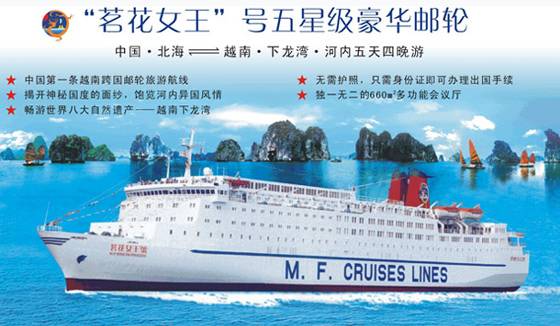 “茗花女王”号五星级豪华邮轮
中国·北海⇌越南·下龙湾·河内五天四晚游
★ 中国第一条越南跨国邮轮旅游航线
★ 揭开神秘国度的面纱，饱览河内异国风情
★ 畅游世界八大自然遗产——越南下龙湾
★ 无需护照，只需身份证即可办理出国手续
★ 独一无二的660m²多功能会议厅
茗花女王號
M. F. CRUISES LINES